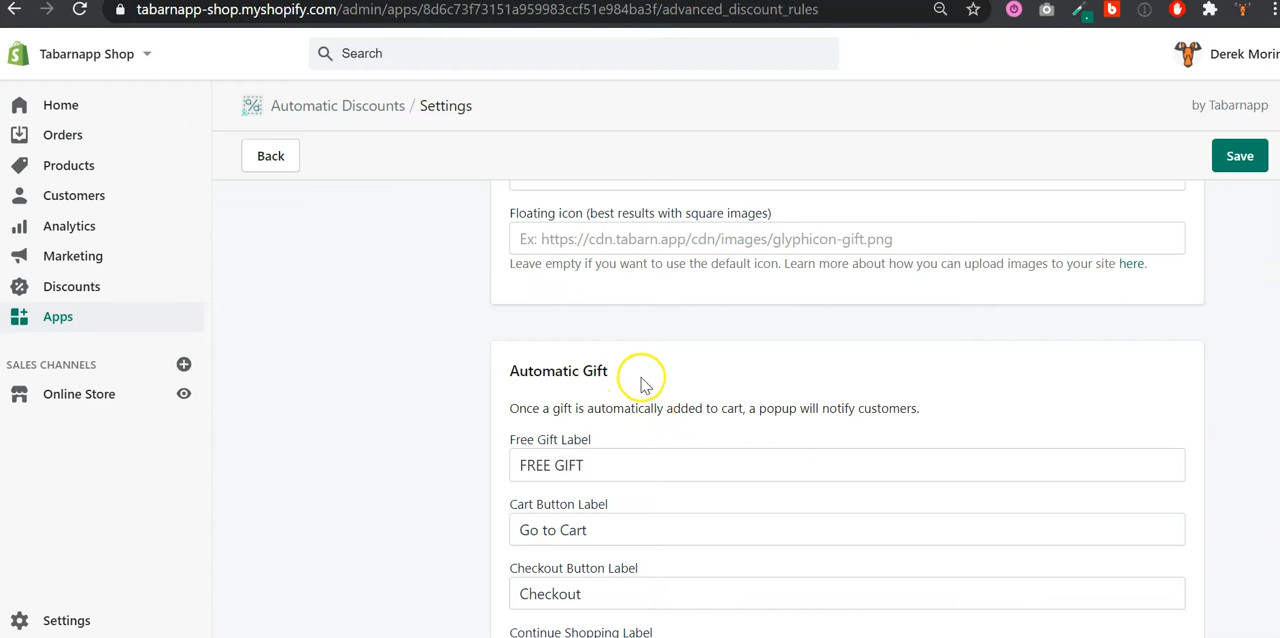 tabarnapp-shop.myshopify.com/admin/apps/8d6c73f73151a959983ccf51e984ba3f/advanced_discount_rules
Tabarnapp Shop
Search
Derek Morin
Home
Orders
Products
Customers
Analytics
Marketing
Discounts
Apps
SALES CHANNELS
Online Store
Settings
Automatic Discounts / Settings
by Tabarnapp
Back
Save
Floating icon (best results with square images)
Ex: https://cdn.tabarn.app/cdn/images/glyphicon-gift.png
Leave empty if you want to use the default icon. Learn more about how you can upload images to your site here.
Automatic Gift
Once a gift is automatically added to cart, a popup will notify customers.
Free Gift Label
FREE GIFT
Cart Button Label
Go to Cart
Checkout Button Label
Checkout
Continue Shopping Label